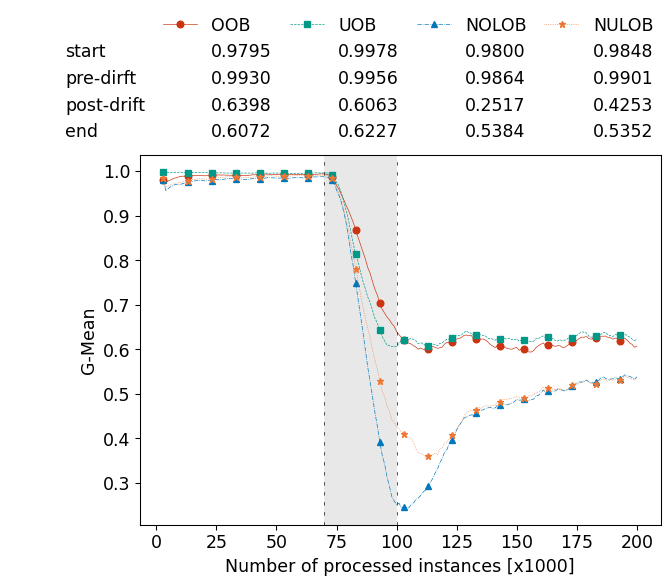 OOB UOB NOLOB NULOB
start 0.9795 0.9978 0.9800 0.9848
pre-dirft 0.9930 0.9956 0.9864 0.9901
post-drift 0.6398 0.6063 0.2517 0.4253
end 0.6072 0.6227 0.5384 0.5352
1.0
0.9
0.8
0.7
0.6
0.5
0.4
0.3
G-Mean
0 25 50 75 100 125 150 175 200
Number of processed instances [x1000]